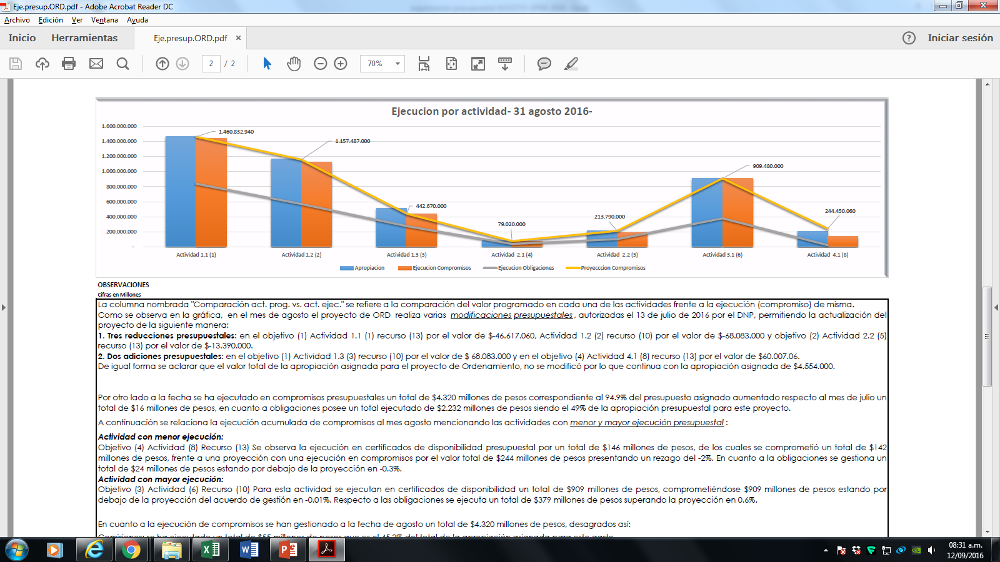 Eje.presup.ORD.pdf - Adobe Acrobat Reader DC
Archivo Edición Ver Ventana Ayuda
Inicio Herramientas Eje.presup.ORD.pdf × ? Iniciar sesión
2 / 2 70%
Ejecucion por actividad- 31 agosto 2016-
1.600.000.000
1.400.000.000
1.200.000.000
1.000.000.000
800.000.000
600.000.000
400.000.000
200.000.000
-
1.460.832.940
1.157.487.000
442.670.000
79.020.000
213.790.000
909.480.000
244.450.060
Actividad 1.1 (1) Actividad 1.2 (2) Actividad 1.3 (3) Actividad 2.1 (4) Actividad 2.2 (5) Actividad 3.1 (6) Actividad 4.1 (8)
Apropiacion Ejecucion Compromisos Ejecucion Obligaciones Proyecccion Compromisos
OBSERVACIONES
Cifras en Millones
La columna nombrada "Comparación act. prog. vs. act. ejec." se refiere a la comparación del valor programado en cada una de las actividades frente a la ejecución (compromiso) de misma.
Como se observa en la gráfica, en el mes de agosto el proyecto de ORD realiza varias modificaciones presupuestales, autorizadas el 13 de julio de 2016 por el DNP, permitiendo la actualización del
proyecto de la siguiente manera:
1. Tres reducciones presupuestales: en el objetivo (1) Actividad 1.1 (1) recurso (13) por el valor de $-46.617.060, Actividad 1.2 (2) recurso (10) por el valor de $-68.083.000 y objetivo (2) Actividad 2.2 (5)
recurso (13) por el valor de $-13.390.000.
2. Dos adiciones presupuestales: en el objetivo (1) Actividad 1.3 (3) recurso (10) por el valor de $ 68.083.000 y en el objetivo (4) Actividad 4.1 (8) recurso (13) por el valor de $60.007.06.
De igual forma se aclarar que el valor total de la apropiación asignada para el proyecto de Ordenamiento, no se modificó por lo que continua con la apropiación asignada de $4.554.000.
Por otro lado a la fecha se ha ejecutado en compromisos presupuestales un total de $4.320 millones de pesos correspondiente al 94.9% del presupuesto asignado aumentado respecto al mes de julio un
total de $16 millones de pesos, en cuanto a obligaciones posee un total ejecutado de $2.232 millones de pesos siendo el 49% de la apropiación presupuestal para este proyecto.
A continuación se relaciona la ejecución acumulada de compromisos al mes agosto mencionando las actividades con menor y mayor ejecución presupuestal :
Actividad con menor ejecución:
Objetivo (4) Actividad (8) Recurso (13) Se observa la ejecución en certificados de disponibilidad presupuestal por un total de $146 millones de pesos, de los cuales se comprometió un total de $142
millones de pesos, frente a una proyección con una ejecución en compromisos por el valor total de $244 millones de pesos presentando un rezago del -2%. En cuanto a la obligaciones se gestiona un
total de $24 millones de pesos estando por debajo de la proyección en -0.3%.
Actividad con mayor ejecución:
Objetivo (3) Actividad (6) Recurso (10) Para esta actividad se ejecutan en certificados de disponibilidad un total de $909 millones de pesos, comprometiéndose $909 millones de pesos estando por
debajo de la proyección del acuerdo de gestión en -0.01%. Respecto a las obligaciones se ejecuta un total de $379 millones de pesos superando la proyección en 0.6%.
En cuanto a la ejecución de compromisos se han gestionado a la fecha de agosto un total de $4.320 millones de pesos, desagrados así:
Comisiones: se ha ejecutado un total de $55 millones de pesos que es el 45.2% del total de la apropiación asignada para este gasto
08:31 a.m.
12/09/2016